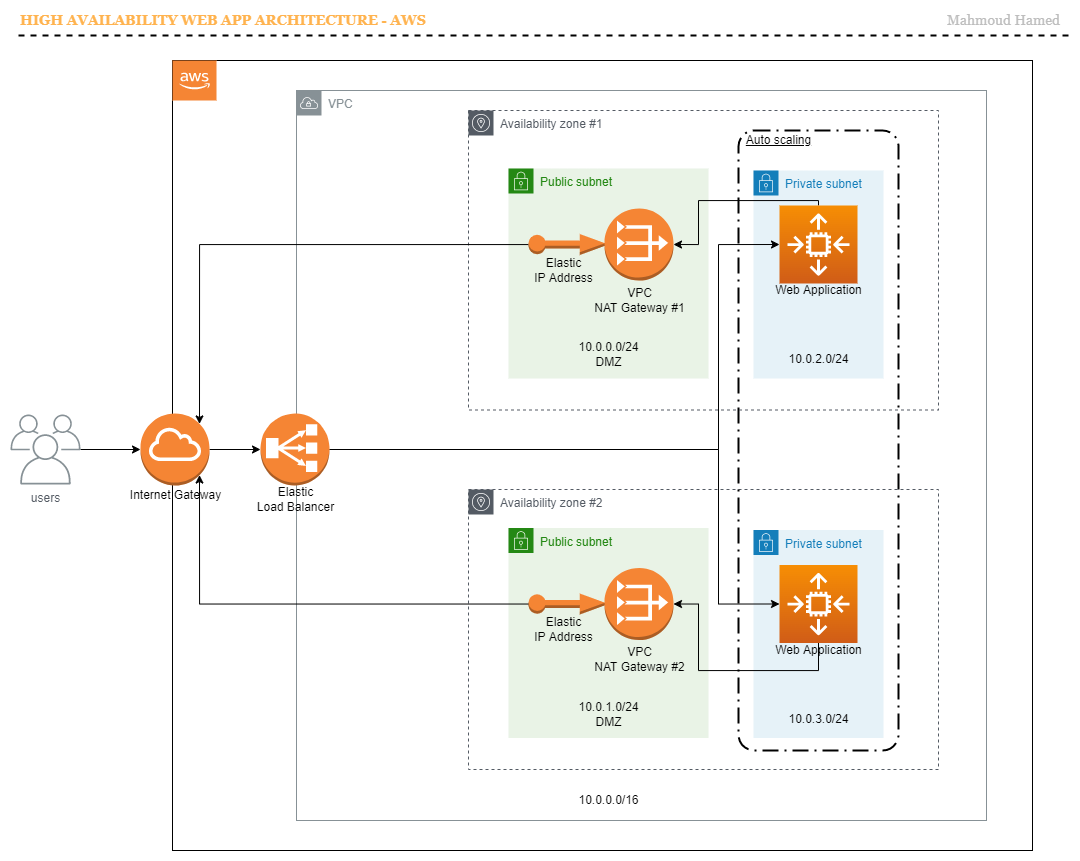 HIGH AVAILABILITY WEB APP ARCHITECTURE - AWS
Mahmoud Hamed
aws
VPC
Availability zone #1
Auto scaling
Public subnet
Private subnet
Elastic
IP Address
VPC
NAT Gateway #1
Web Application
10.0.0.0/24
DMZ
10.0.2.0/24
users
Internet Gateway
Elastic
Load Balancer
Availability zone #2
Public subnet
Private subnet
Elastic
IP Address
VPC
NAT Gateway #2
Web Application
10.0.1.0/24
DMZ
10.0.3.0/24
10.0.0.0/16